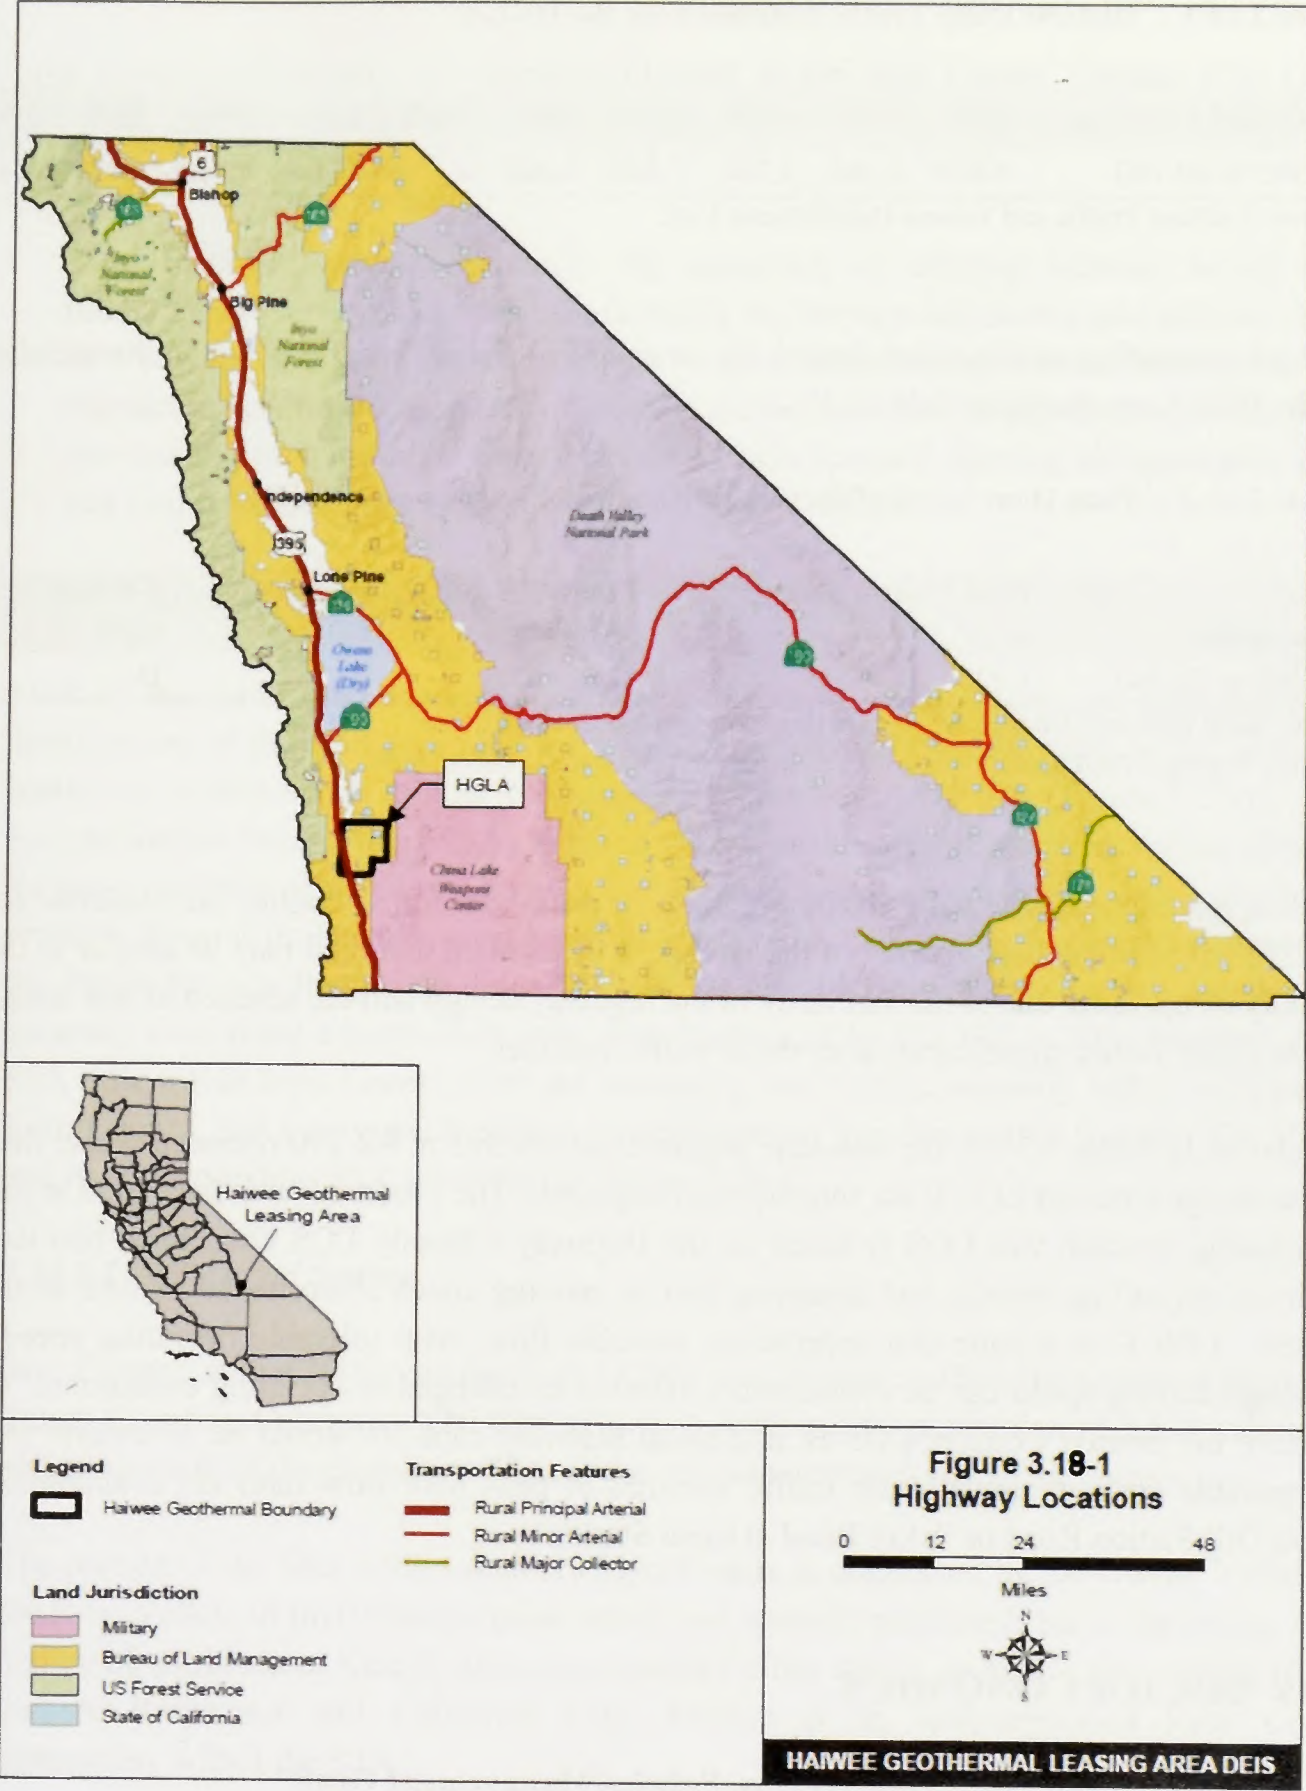 6
Bishop
168
168
Inyo
National
Forest
Big Pine
Inyo
National
Forest
Independence
395
Death Valley
National Park
Lone Pine
136
Owens
Lake
(Dry)
190
190
HGLA
China Lake
Weapons
Center
127
178
Haiwee Geothermal
Leasing Area
Legend
Haiwee Geothermal Boundary
Land Jurisdiction
Military
Bureau of Land Management
US Forest Service
State of California
Transportation Features
Rural Principal Arterial
Rural Minor Arterial
Rural Major Collector
Figure 3.18-1
Highway Locations
0 12 24 48
Miles
N
W E
S
HAIWEE GEOTHERMAL LEASING AREA DEIS